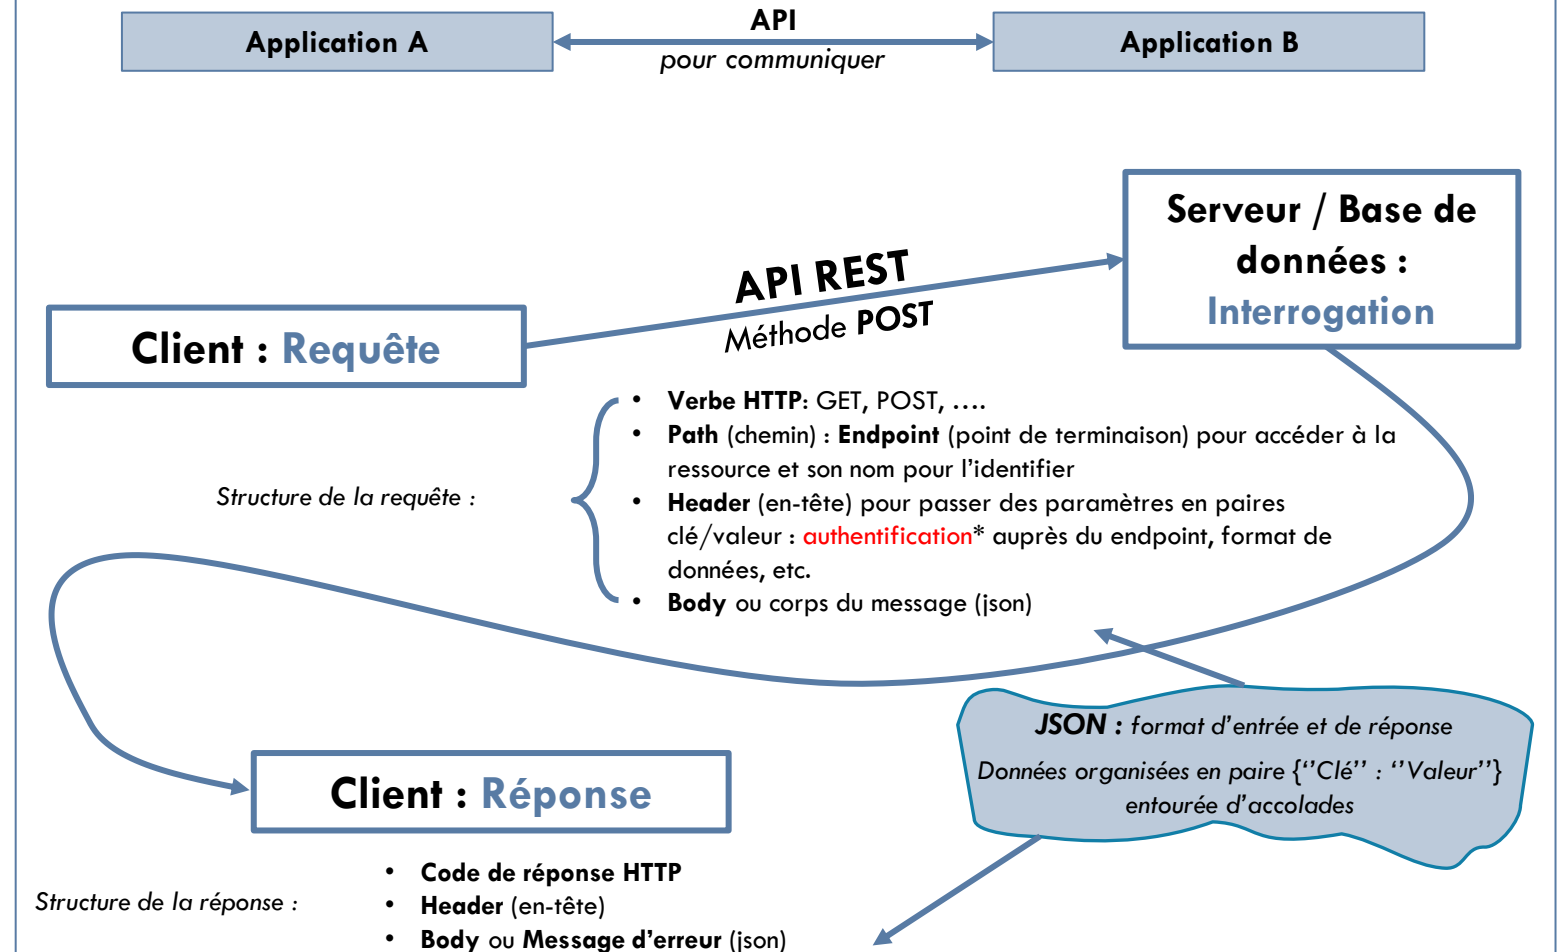 Application A
API
pour communiquer
Application B
Serveur / Base de
données :
Interrogation
API REST
Méthode POST
Client : Requête
• Verbe HTTP: GET, POST, ….
• Path (chemin) : Endpoint (point de terminaison) pour accéder à la
ressource et son nom pour l’identifier
Structure de la requête :
• Header (en-tête) pour passer des paramètres en paires
clé/valeur : authentification* auprès du endpoint, format de
données, etc.
• Body ou corps du message (json)
JSON : format d’entrée et de réponse
Données organisées en paire {‘‘Clé’’ : ‘‘Valeur’’}
entourée d’accolades
Client : Réponse
• Code de réponse HTTP
Structure de la réponse :
• Header (en-tête)
• Body ou Message d’erreur (json)